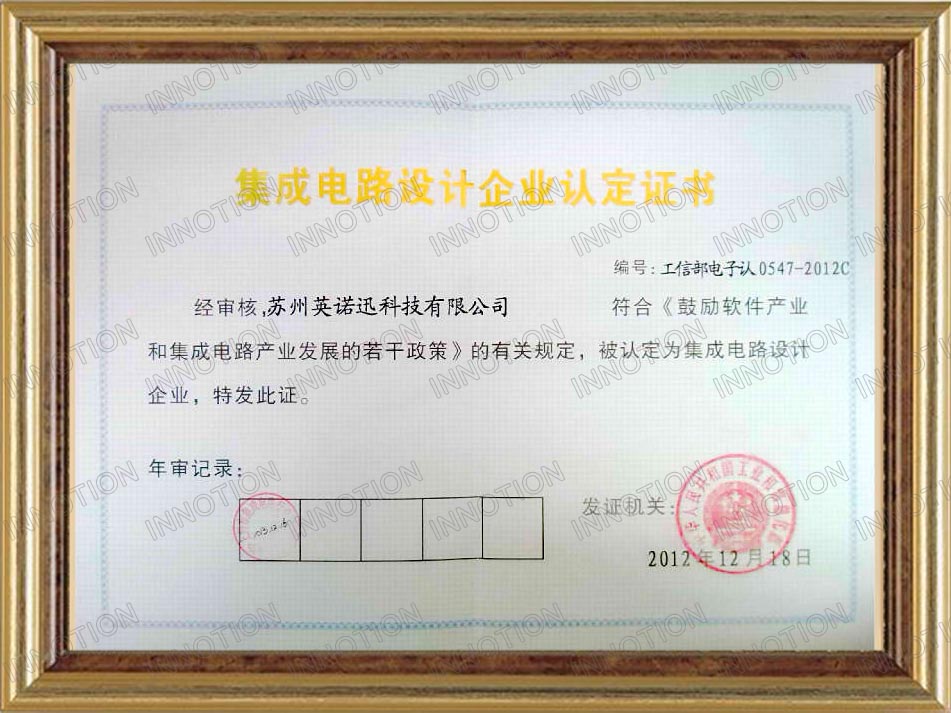 集成电路设计企业认定证书
编号：工信部电子认0547-2012C
经审核,苏州英诺迅科技有限公司 符合《鼓励软件产业
和集成电路产业发展的若干政策》的有关规定，被认定为集成电路设计
企业，特发此证。
年审记录：
发证机关：
2012年12月18日
INNOTION